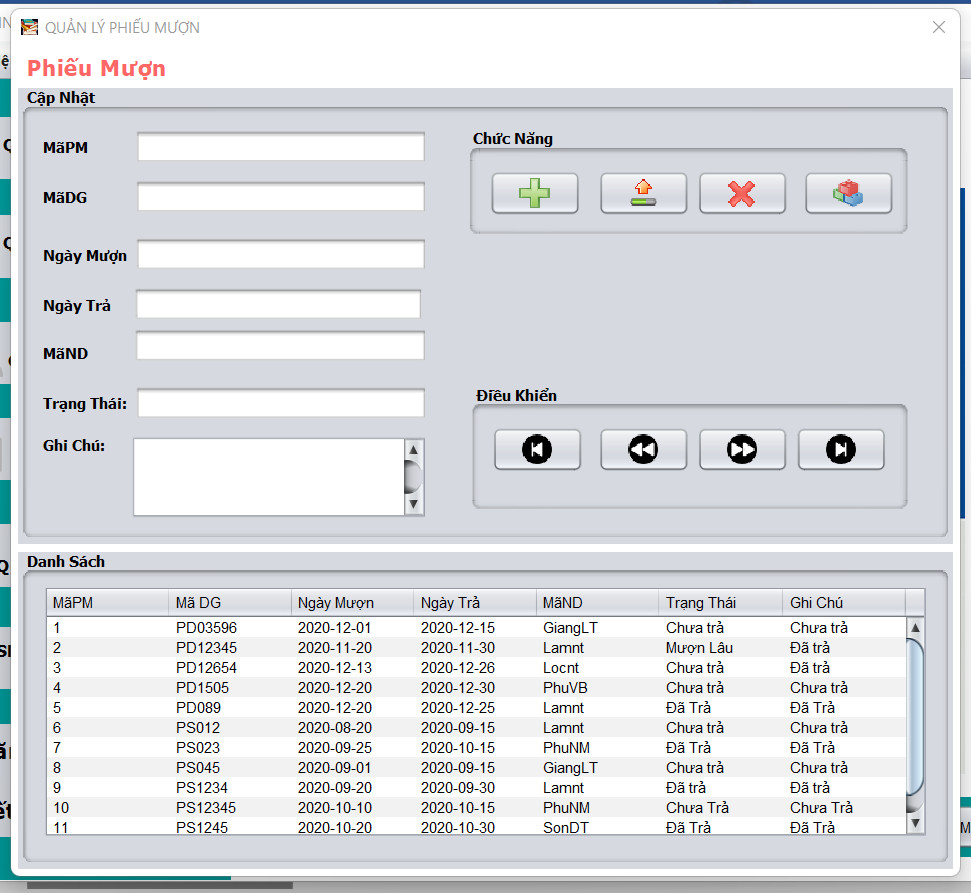 QUẢN LÝ PHIẾU MƯỢN
Phiếu Mượn
Cập Nhật
MãPM
MãDG
Ngày Mượn
Ngày Trả
MãND
Trạng Thái:
Ghi Chú:
Chức Năng
Điều Khiển
Danh Sách
MãPM Mã DG Ngày Mượn Ngày Trả MãND Trạng Thái Ghi Chú
1 PD03596 2020-12-01 2020-12-15 GiangLT Chưa trả Chưa trả
2 PD12345 2020-11-20 2020-11-30 Lamnt Mượn Lâu Đã trả
3 PD12654 2020-12-13 2020-12-26 Locnt Chưa trả Đã trả
4 PD1505 2020-12-20 2020-12-30 PhuVB Chưa trả Chưa trả
5 PD089 2020-12-20 2020-12-25 Lamnt Đã Trả Đã Trả
6 PS012 2020-08-20 2020-09-15 Lamnt Chưa trả Chưa trả
7 PS023 2020-09-25 2020-10-15 PhuNM Đã Trả Đã Trả
8 PS045 2020-09-01 2020-09-15 GiangLT Chưa trả Chưa trả
9 PS1234 2020-09-20 2020-09-30 Lamnt Đã trả Đã trả
10 PS12345 2020-10-10 2020-10-15 PhuNM Chưa Trả Chưa Trả
11 PS1245 2020-10-20 2020-10-30 SonDT Đã Trả Đã Trả